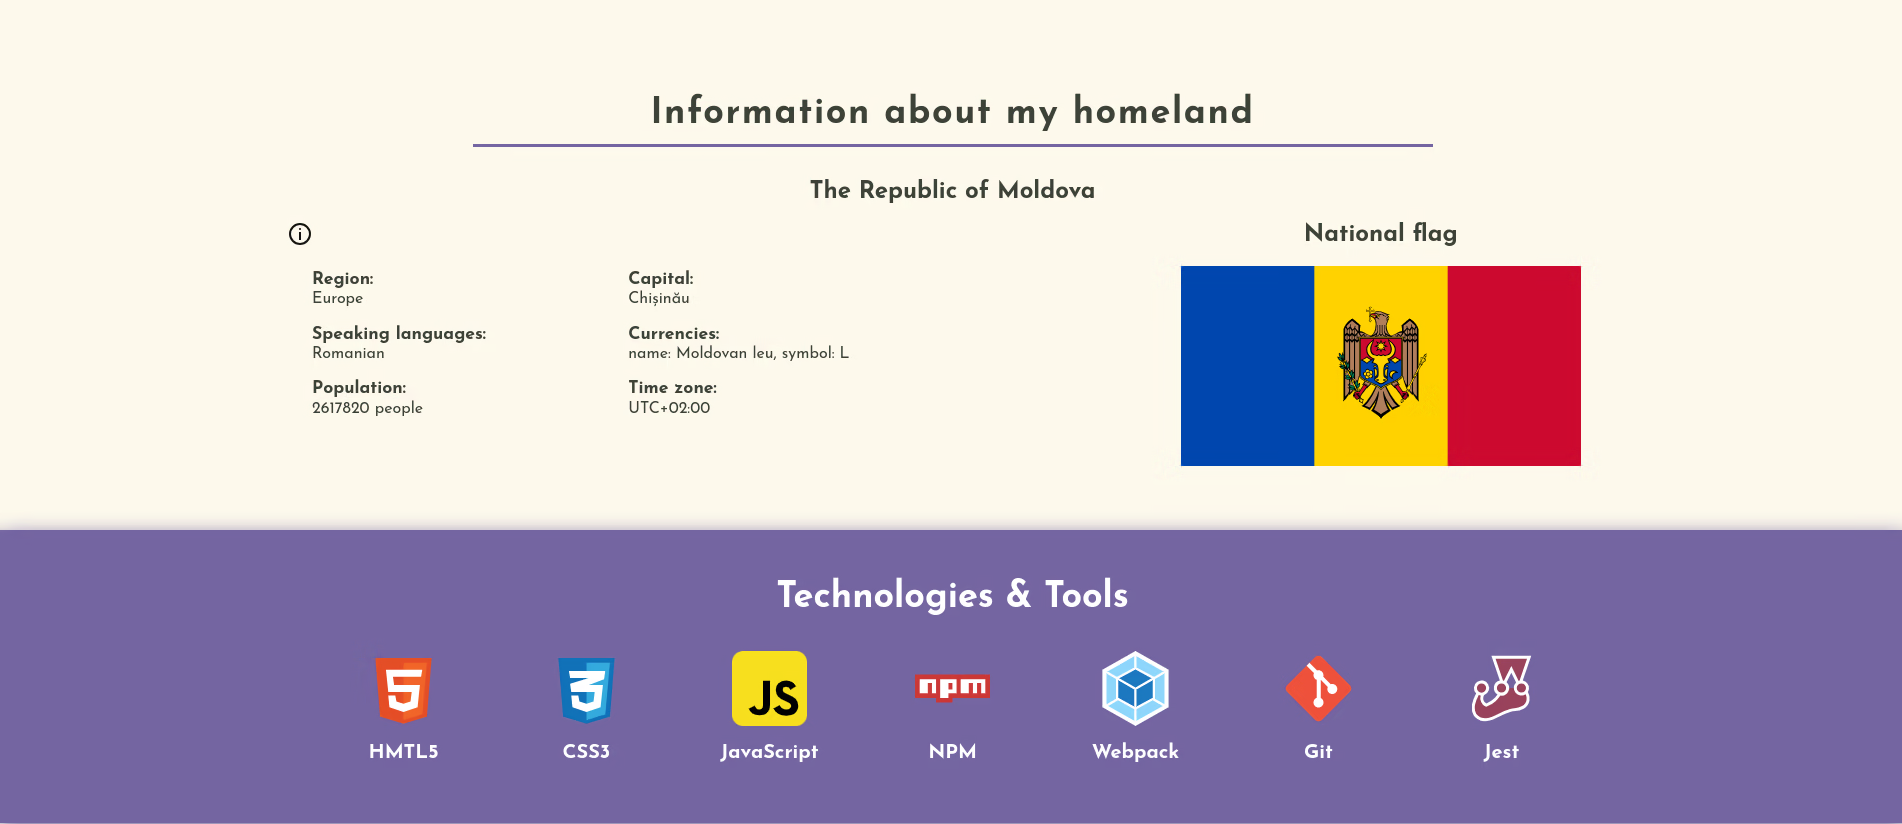 Information about my homeland
The Republic of Moldova
National flag
Region:
Europe
Speaking languages:
Romanian
Population:
2617820 people
Capital:
Chișinău
Currencies:
name: Moldovan leu, symbol: L
Time zone:
UTC+02:00
Technologies & Tools
5
3
JS
npm
HMTL5
CSS3
JavaScript
NPM
Webpack
Git
Jest